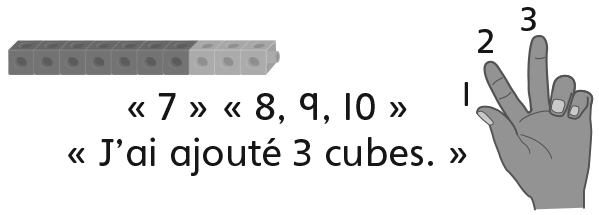 3
2
1
« 7 » « 8, 9, 10 »
« J'ai ajouté 3 cubes. »